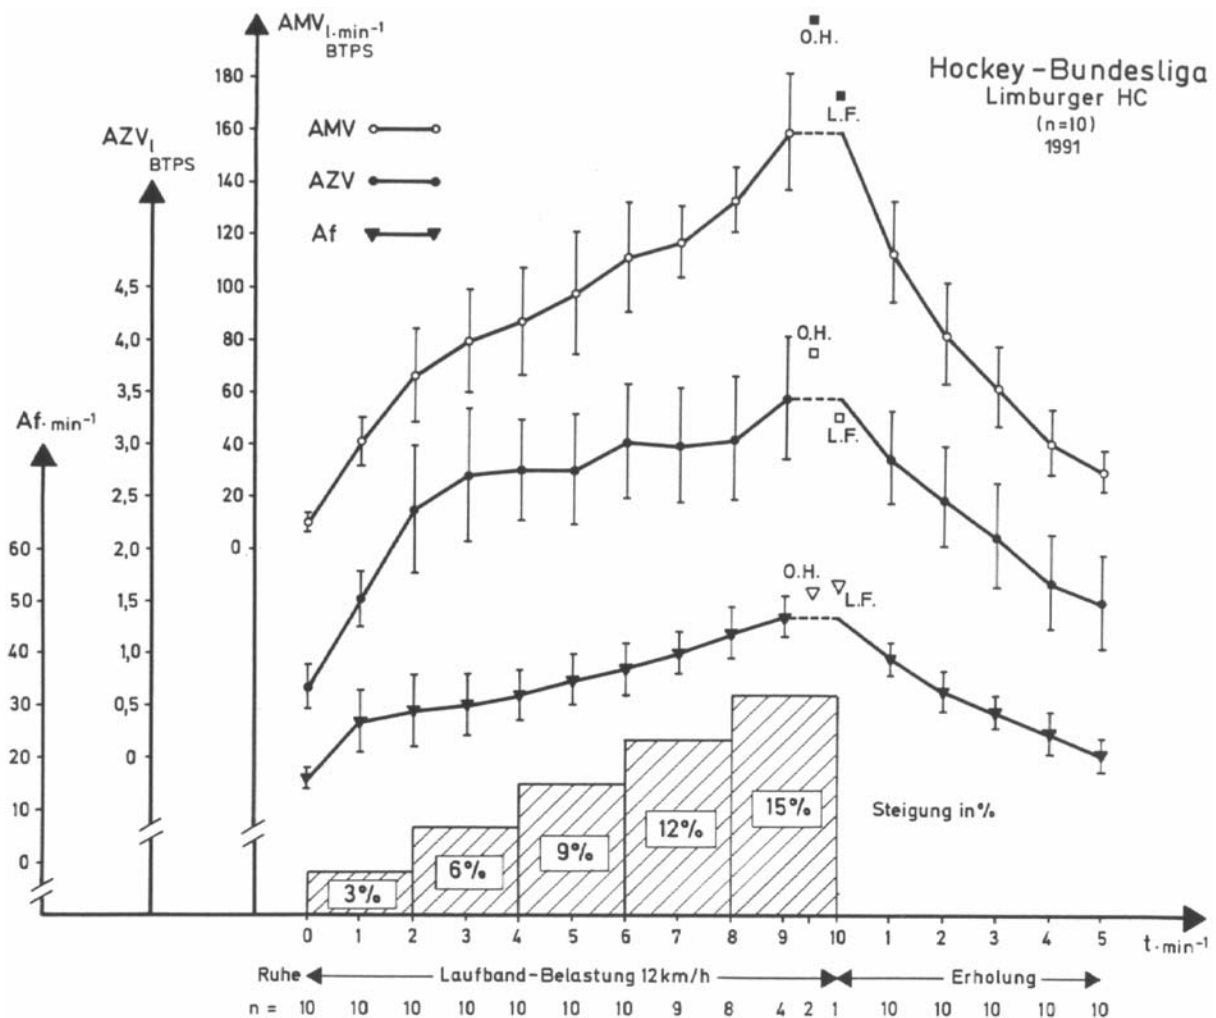 AMV l·min⁻¹ BTPS
O.H.
Hockey-Bundesliga
Limburger HC
(n=10)
1991
L.F.
AZV l BTPS
AMV
AZV
Af
180
160
140
120
100
80
60
40
20
0
4,5
4,0
3,5
3,0
2,5
2,0
1,5
1,0
0,5
0
Af·min⁻¹
60
50
40
30
20
10
0
O.H.
L.F.
O.H.
L.F.
3%
6%
9%
12%
15%
Steigung in %
0 1 2 3 4 5 6 7 8 9 10 1 2 3 4 5 t·min⁻¹
Ruhe Laufband-Belastung 12km/h Erholung
n = 10 10 10 10 10 10 10 9 8 4 2 1 10 10 10 10 10